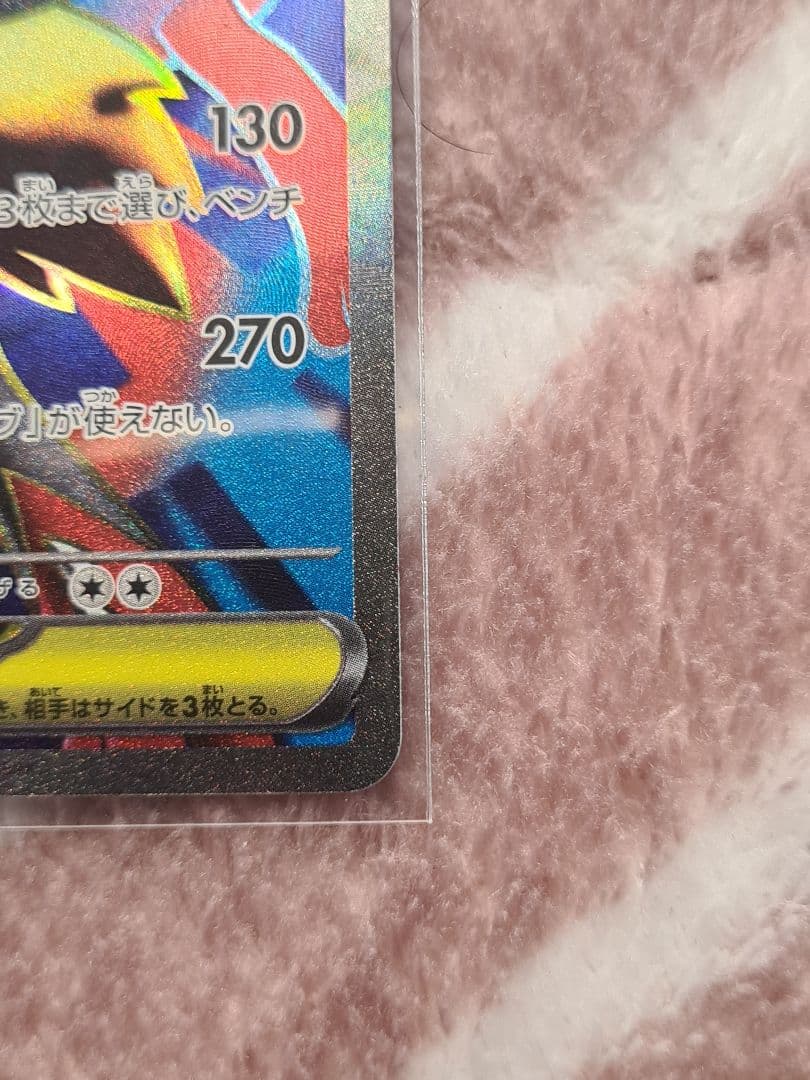 130
3枚まで選び、ベンチ
270
ブ」が使えない。
げる
き、相手はサイドを3枚とる。